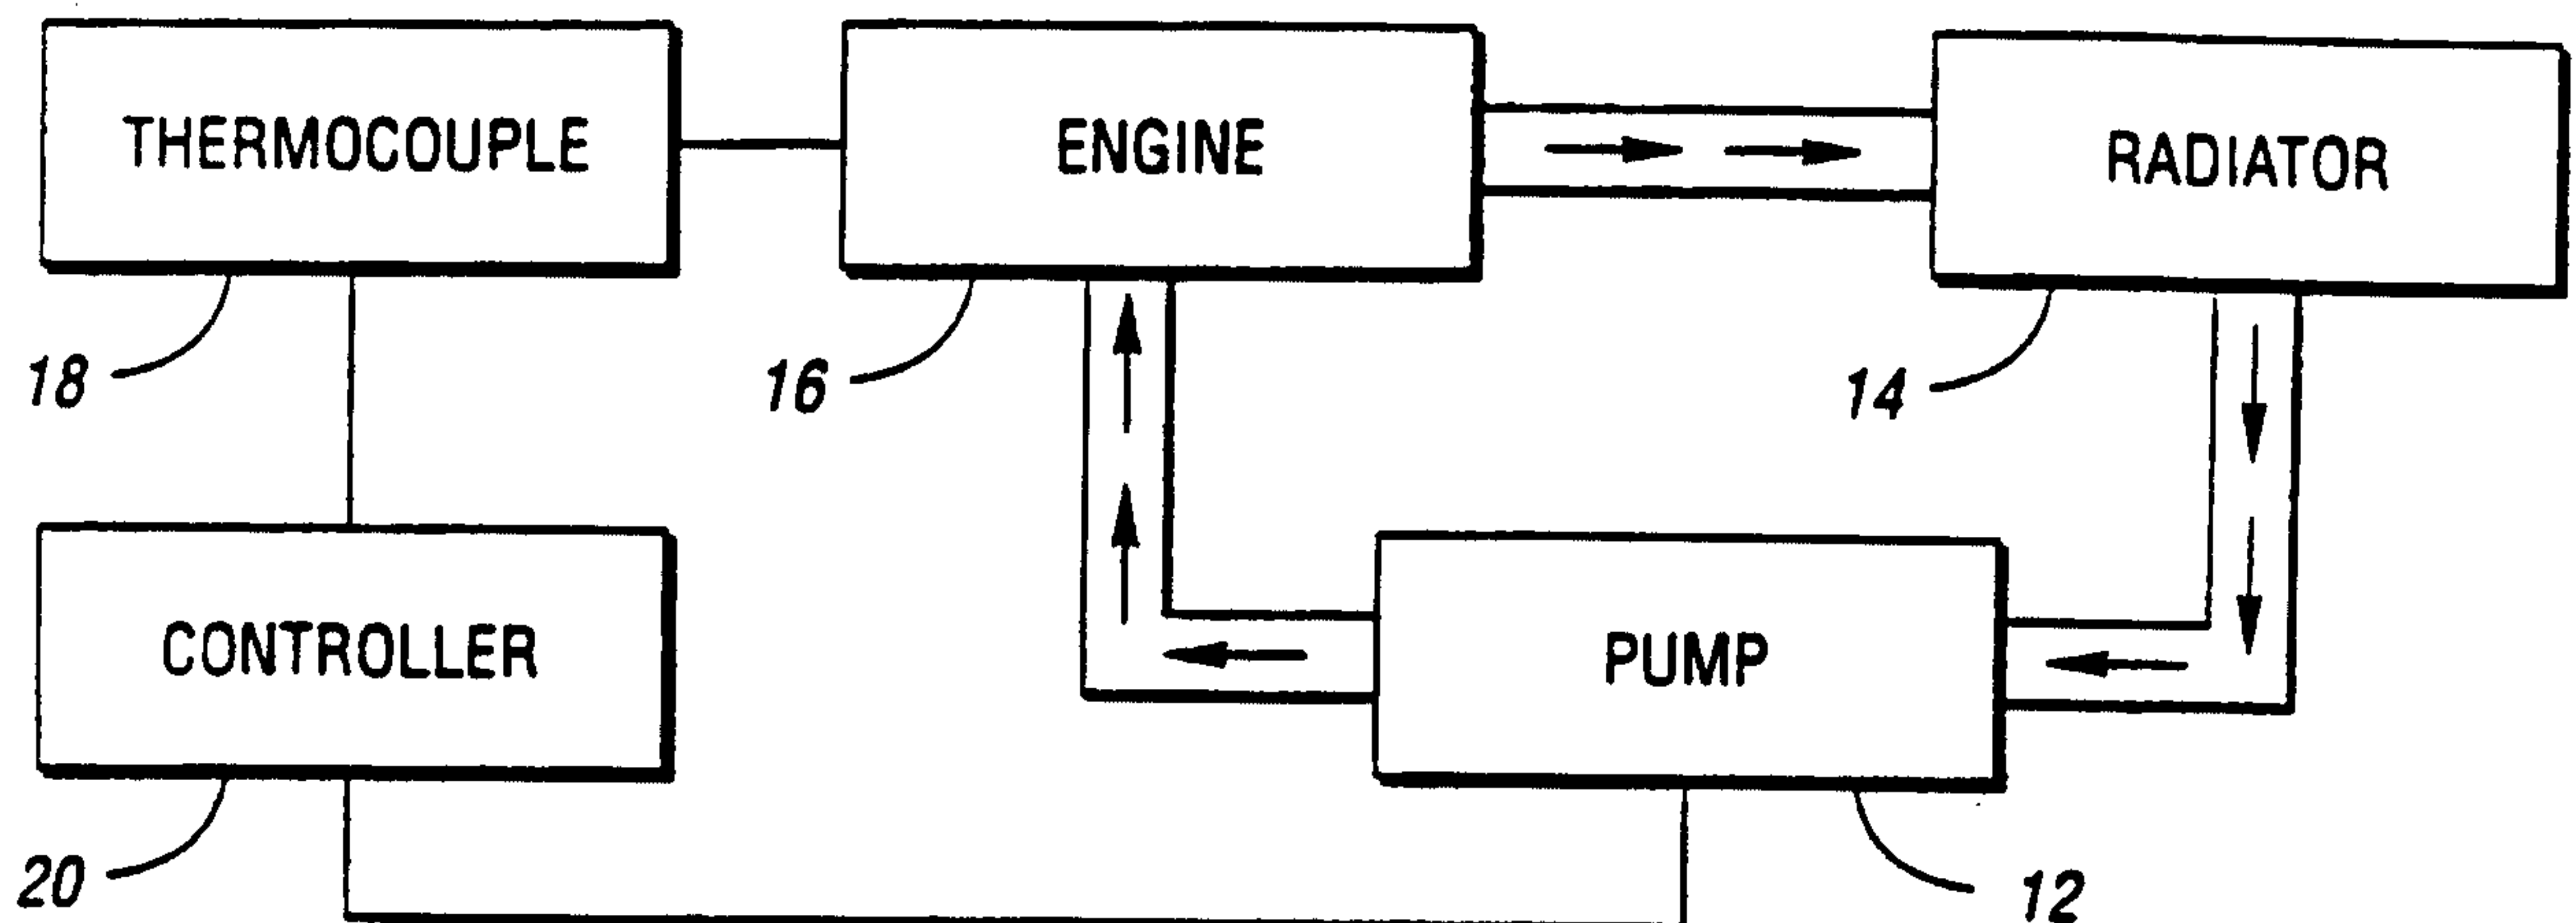 THERMOCOUPLE
ENGINE
RADIATOR
18
16
14
CONTROLLER
PUMP
20
12